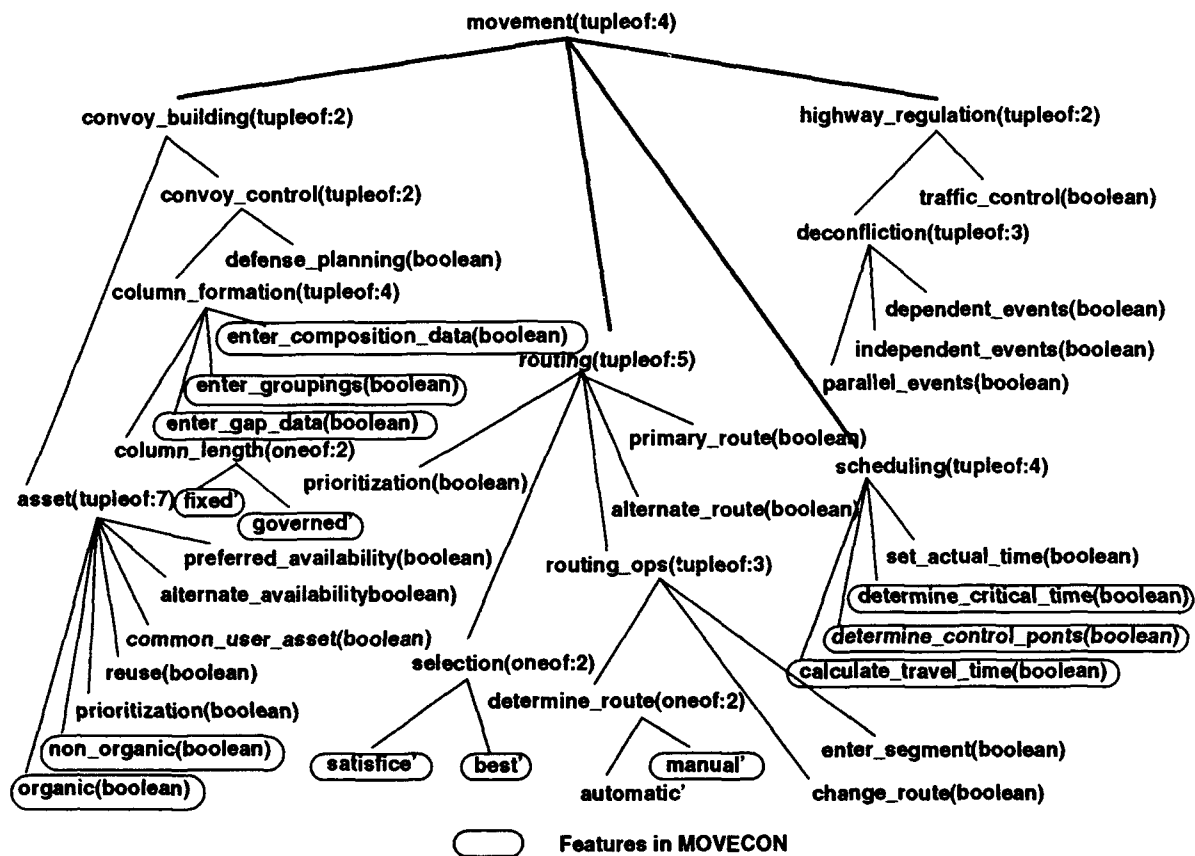 movement(tupleof:4)
convoy_building(tupleof:2)
highway_regulation(tupleof:2)
convoy_control(tupleof:2)
traffic_control(boolean)
deconfliction(tupleof:3)
defense_planning(boolean)
column_formation(tupleof:4)
dependent_events(boolean)
enter_composition_data(boolean)
independent_events(boolean)
routing(tupleof:5)
enter_groupings(boolean)
parallel_events(boolean)
enter_gap_data(boolean)
primary_route(boolean)
column_length(oneof:2)
scheduling(tupleof:4)
prioritization(boolean)
asset(tupleof:7)
fixed'
alternate_route(boolean)
governed'
preferred_availability(boolean)
set_actual_time(boolean)
routing_ops(tupleof:3)
alternate_availabilityboolean)
determine_critical_time(boolean)
common_user_asset(boolean)
determine_control_ponts(boolean)
selection(oneof:2)
reuse(boolean)
calculate_travel_time(boolean)
determine_route(oneof:2)
prioritization(boolean)
non_organic(boolean)
enter_segment(boolean)
satisfice'
best'
manual'
organic(boolean)
automatic'
change_route(boolean)
Features in MOVECON